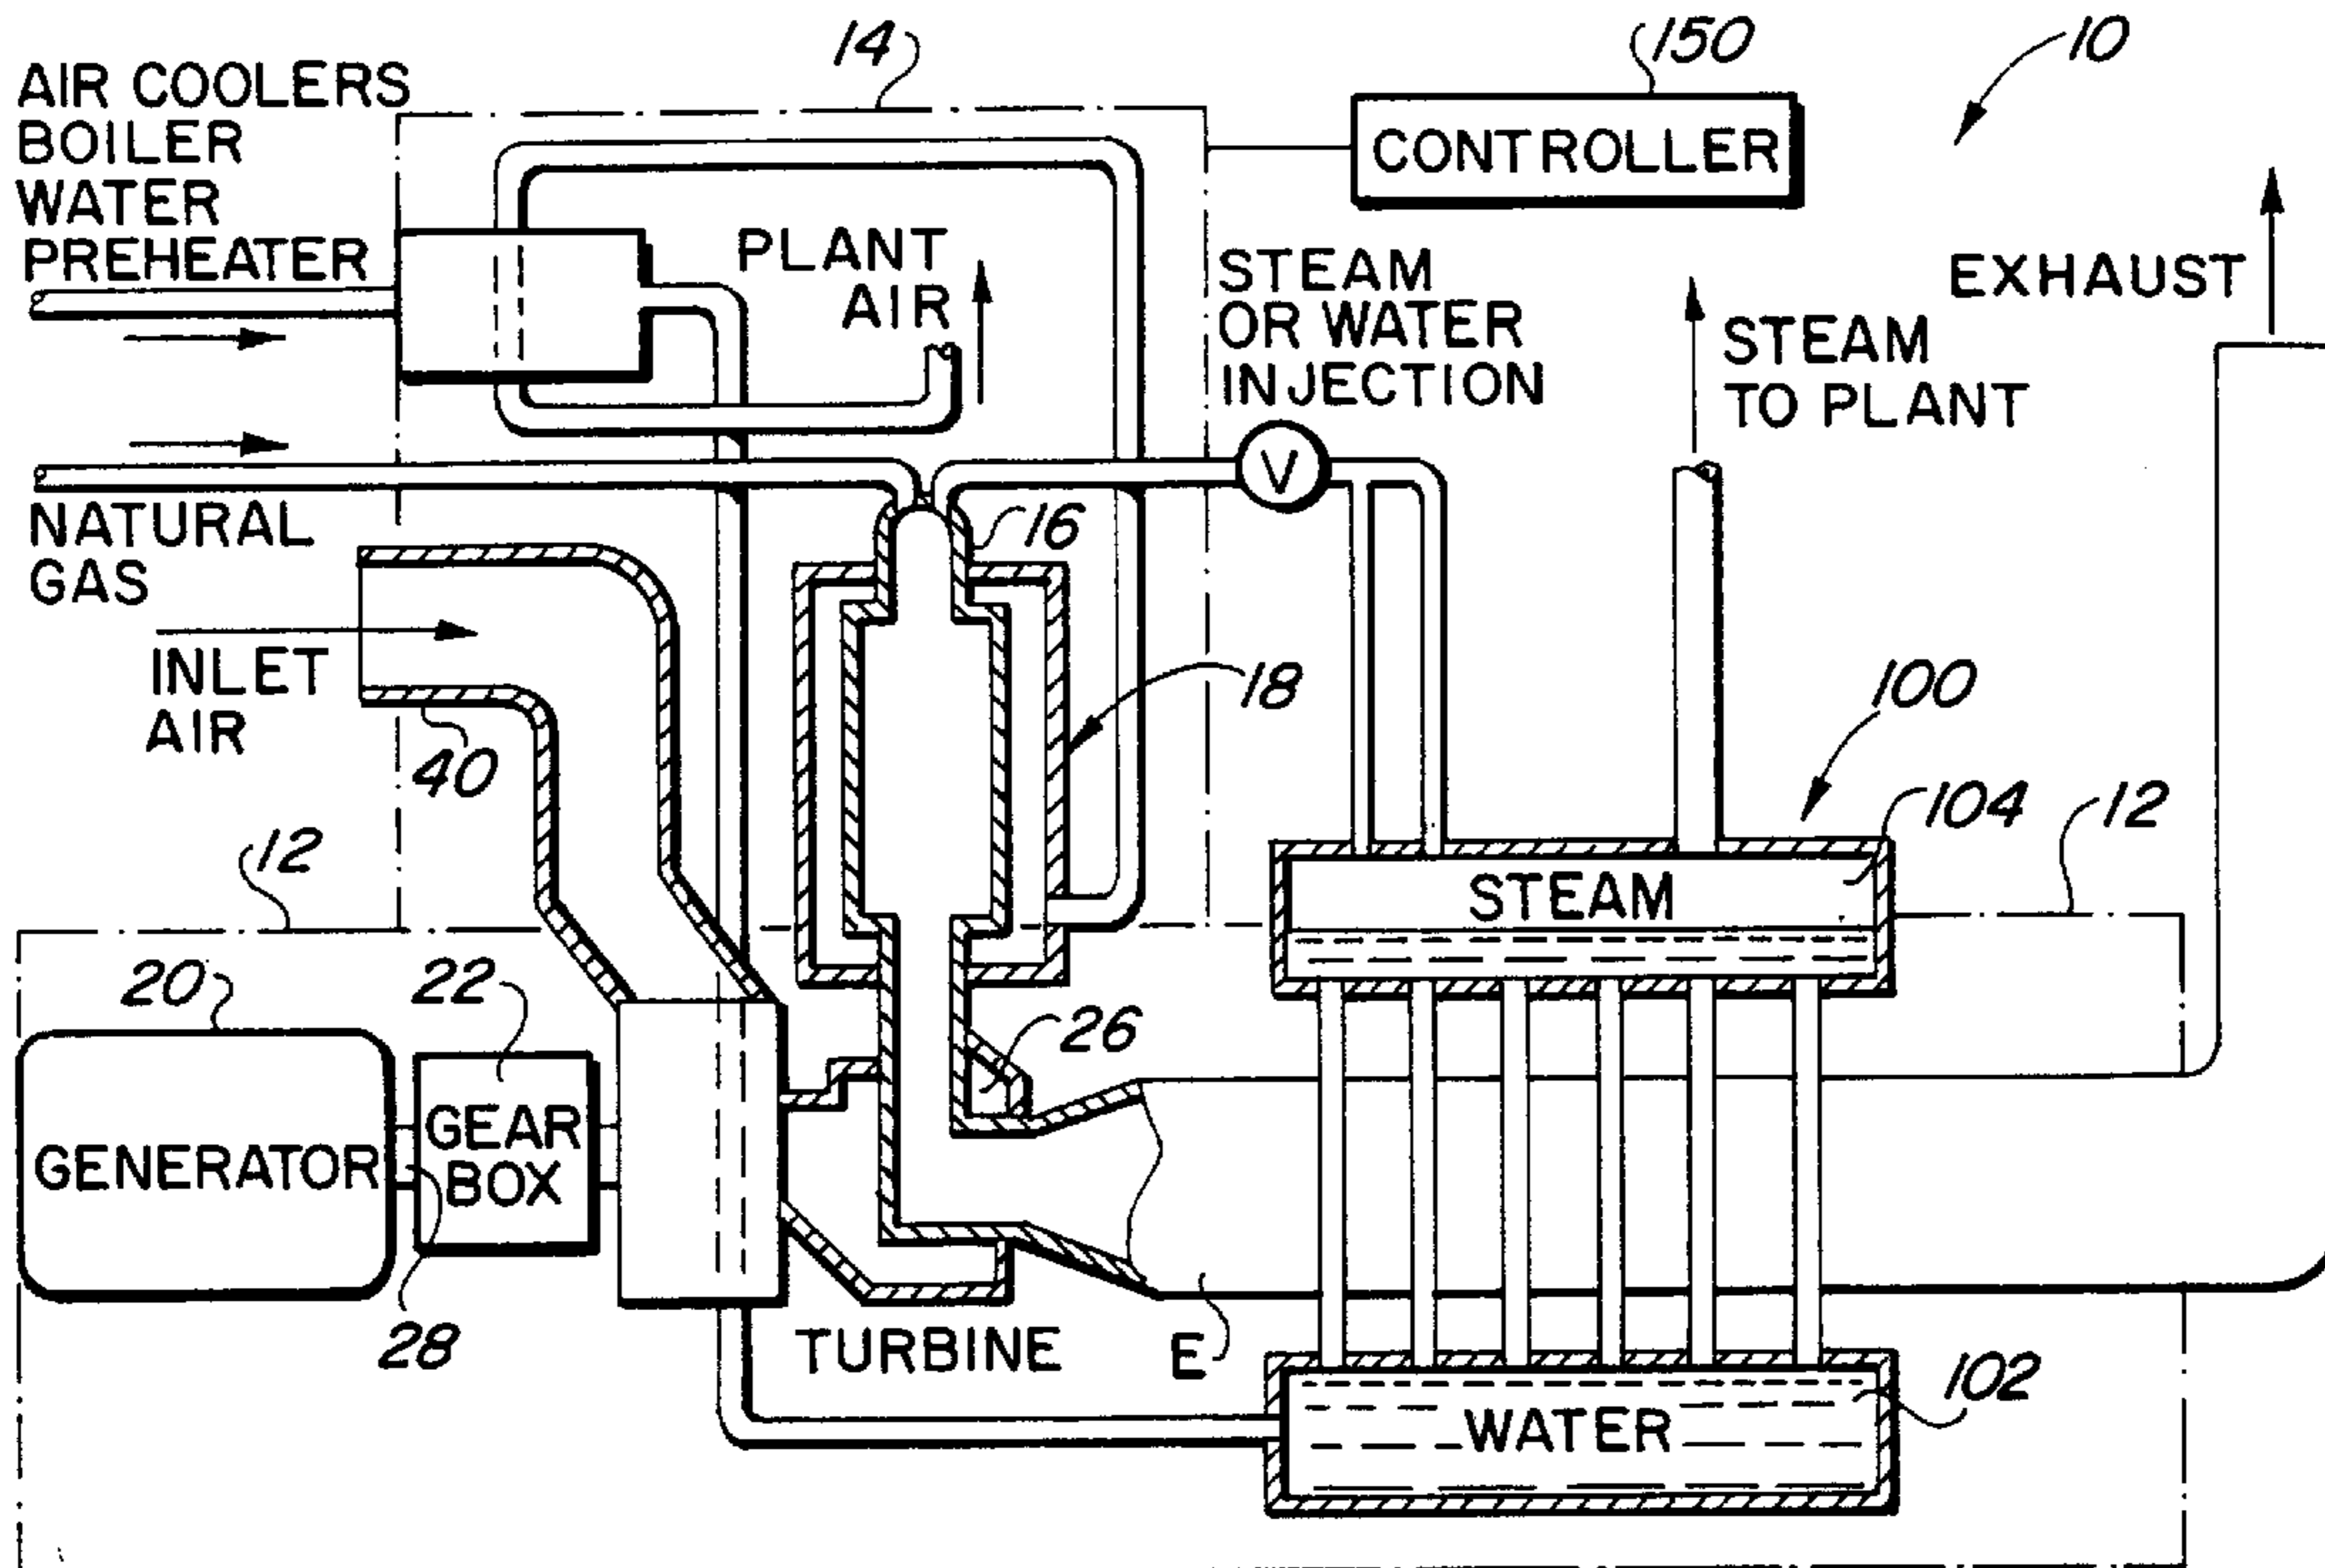 14
150
10
AIR COOLERS
BOILER
WATER
PREHEATER
CONTROLLER
PLANT
AIR
STEAM
OR WATER
INJECTION
EXHAUST
STEAM
TO PLANT
V
NATURAL
GAS
16
INLET
AIR
18
100
40
104
12
12
STEAM
20
22
26
GENERATOR
GEAR
BOX
28
TURBINE
E
102
WATER